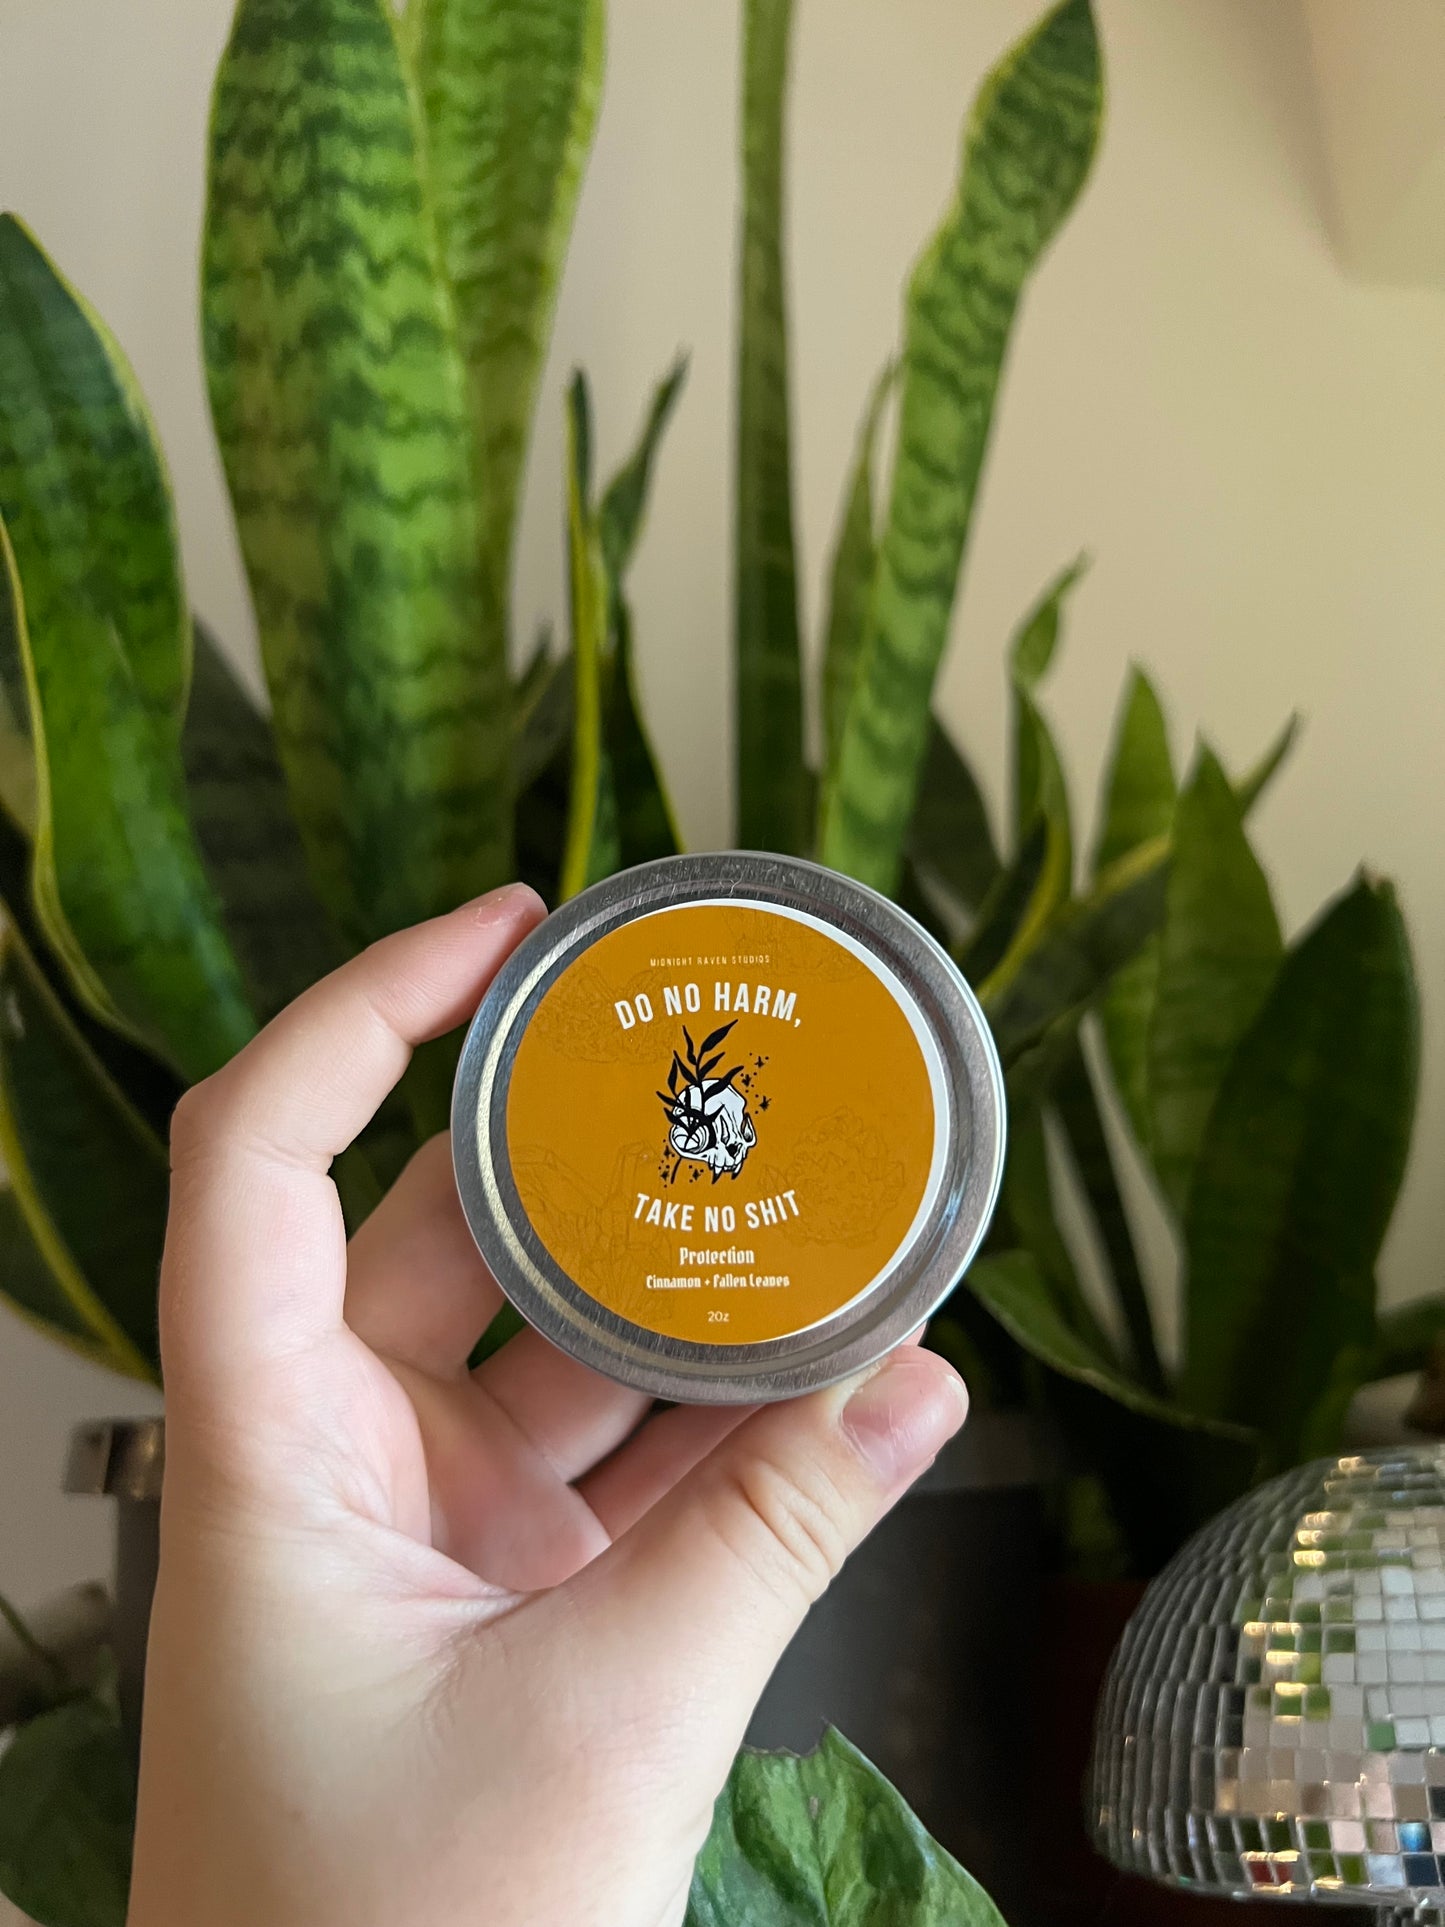 MIDNIGHT RAVEN STUDIOS
DO NO HARM,
TAKE NO SHIT
Protection
Cinnamon + Fallen Leaves
2oz